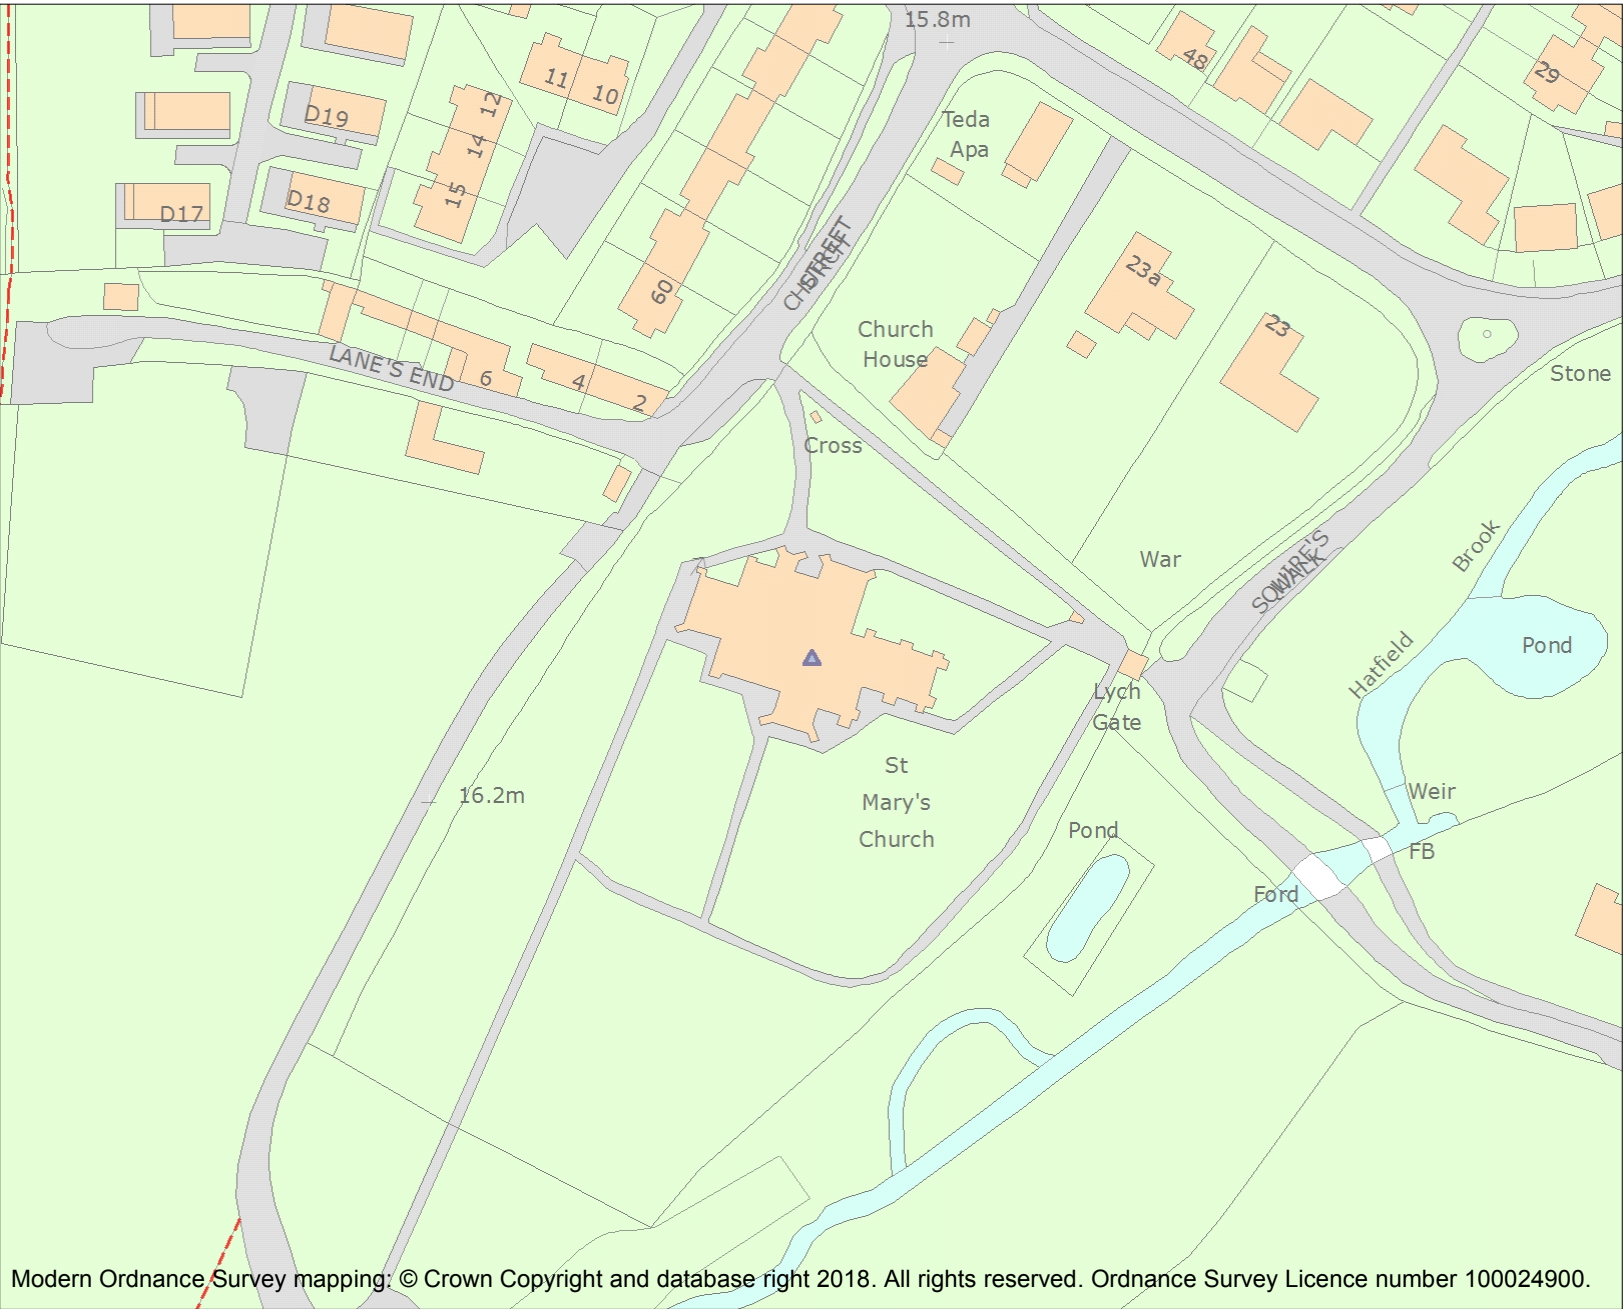 15.8m
48
29
11
10
12
14
15
D19
D18
D17
Teda
Apa
CHURCH
STREET
60
23a
23
Church
House
Stone
LANE'S END
6
4
2
Cross
War
SQUIRE'S
WALK
Brook
Hatfield
Pond
Lych
Gate
St
Mary's
Church
16.2m
Pond
Weir
FB
Ford
Modern Ordnance Survey mapping: © Crown Copyright and database right 2018. All rights reserved. Ordnance Survey Licence number 100024900.